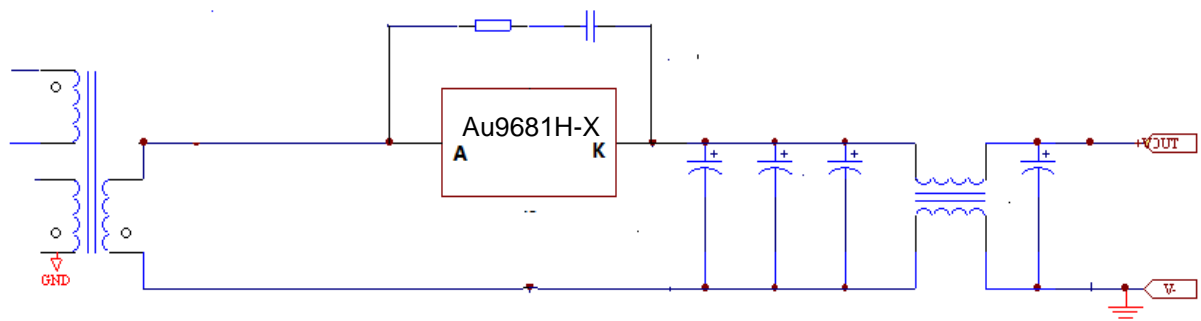 Au9681H-X
A K
VOUT
GND
V-